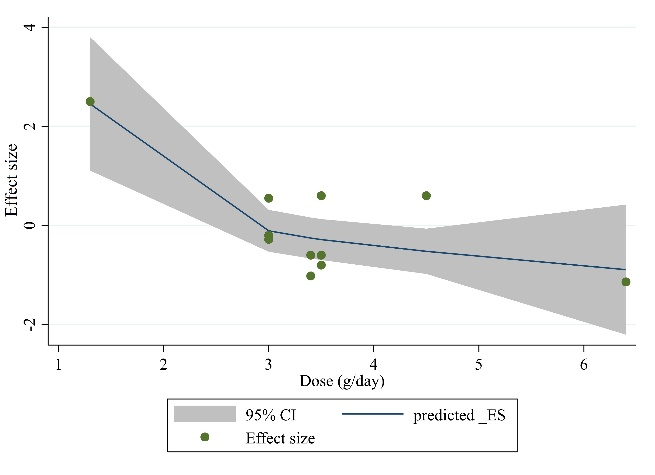 4
2
0
-2
Effect size
1 2 3 4 5 6
Dose (g/day)
95% CI predicted _ES
Effect size